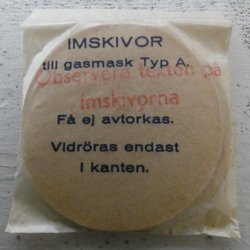 IMSKIVOR
till gasmask Typ A.
Observera texten på
imskivorna
Få ej avtorkas.
Vidröras endast
i kanten.